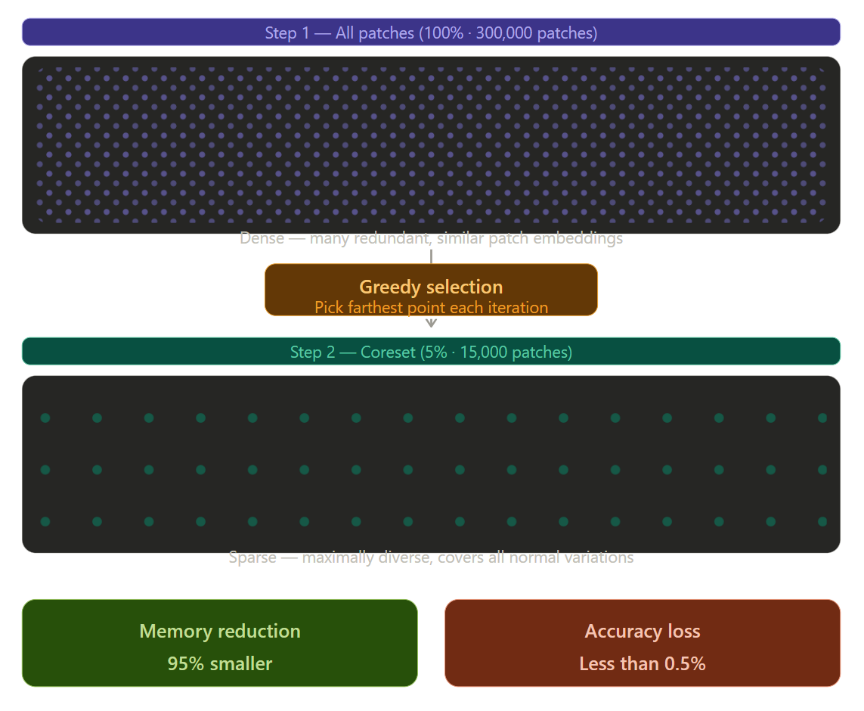 Step 1 — All patches (100% · 300,000 patches)
Dense — many redundant, similar patch embeddings
Greedy selection
Pick farthest point each iteration
Step 2 — Coreset (5% · 15,000 patches)
Sparse — maximally diverse, covers all normal variations
Memory reduction
95% smaller
Accuracy loss
Less than 0.5%